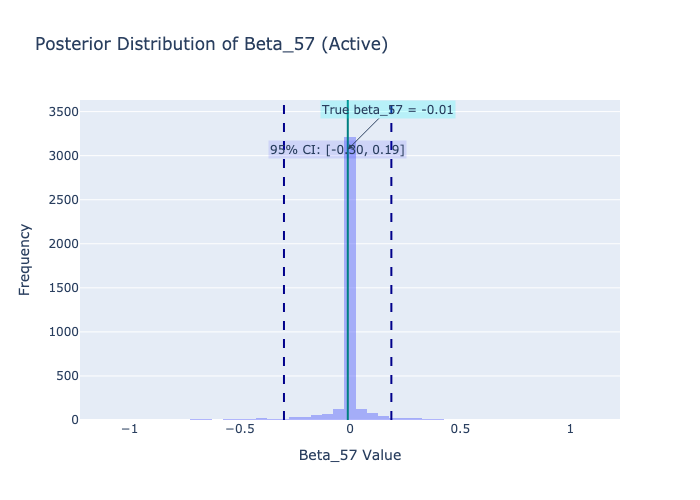 Posterior Distribution of Beta_57 (Active)
True beta_57 = -0.01
95% CI: [-0.30, 0.19]
3500
3000
2500
2000
1500
1000
500
0
Frequency
−1
−0.5
0
0.5
1
Beta_57 Value